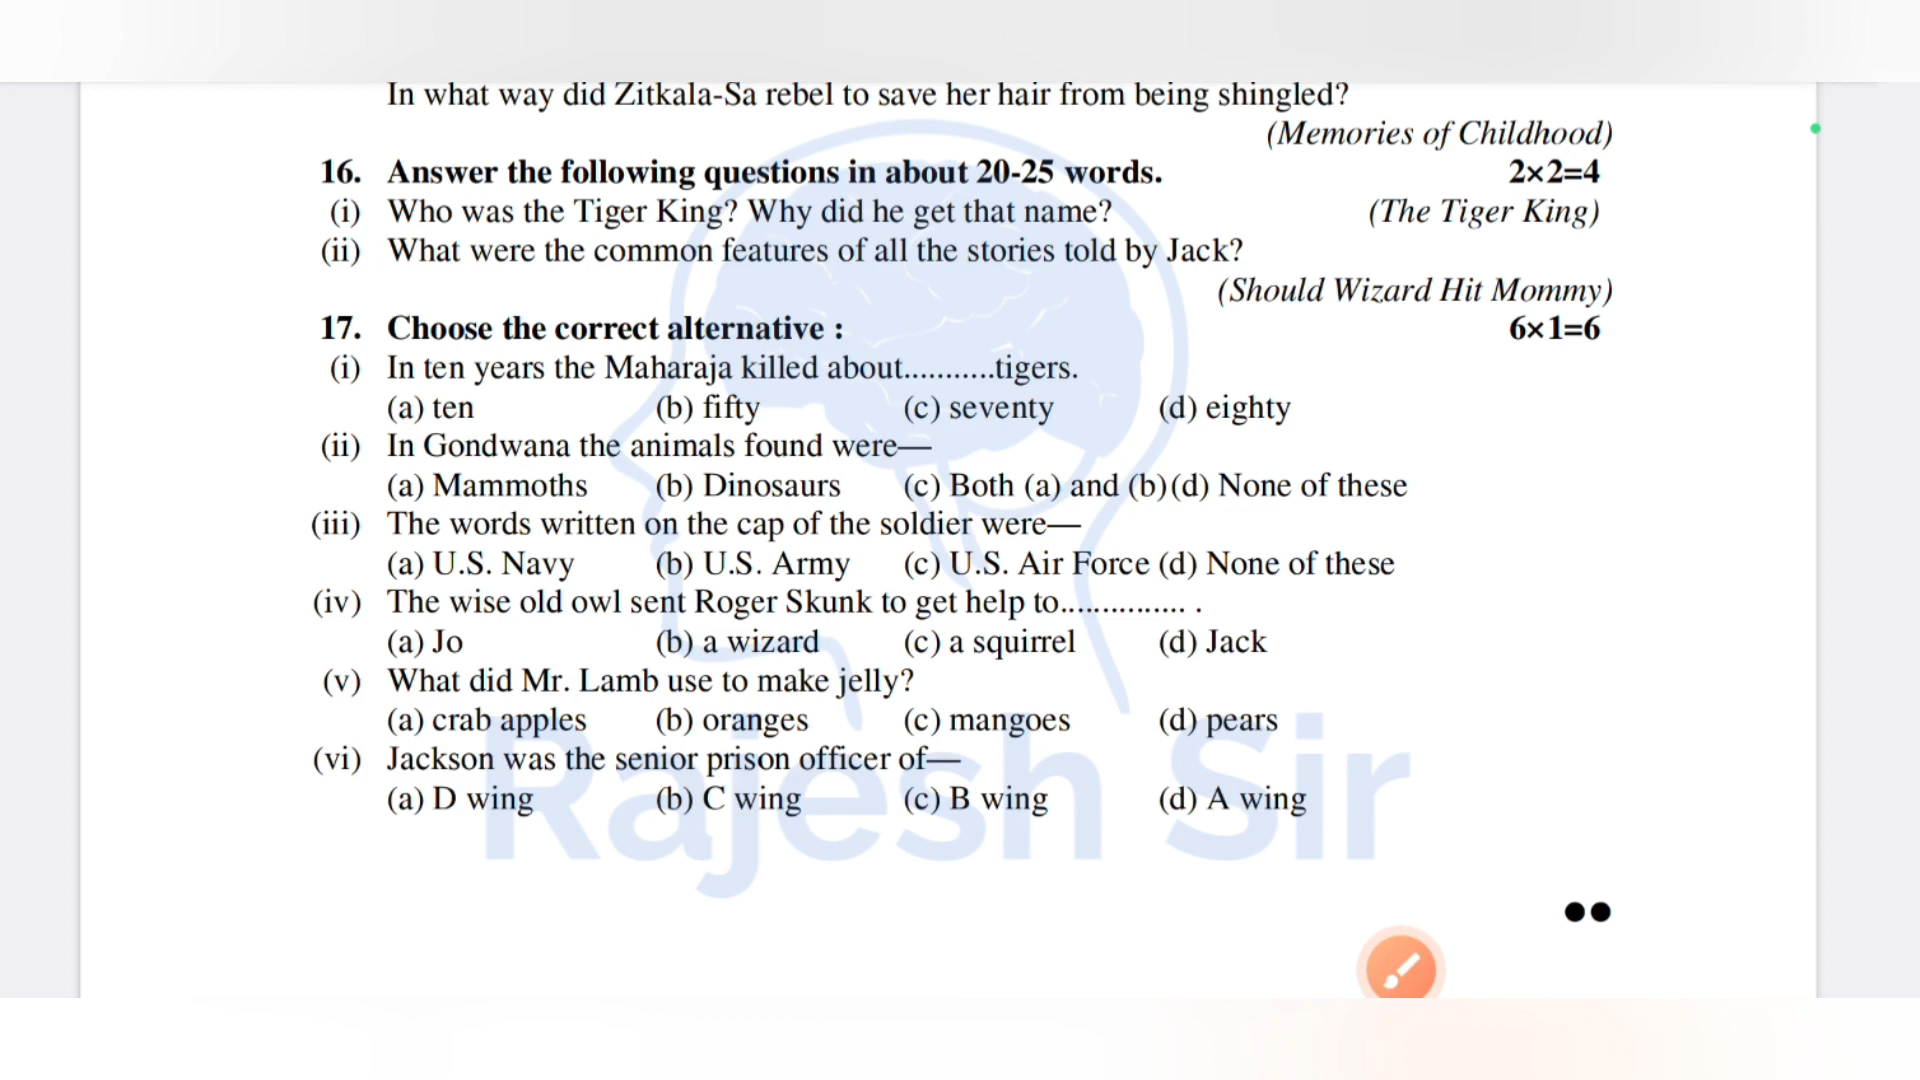 In what way did Zitkala-Sa rebel to save her hair from being shingled?
(Memories of Childhood)
16. Answer the following questions in about 20-25 words. 2×2=4
(i) Who was the Tiger King? Why did he get that name? (The Tiger King)
(ii) What were the common features of all the stories told by Jack?
(Should Wizard Hit Mommy)
17. Choose the correct alternative : 6×1=6
(i) In ten years the Maharaja killed about...........tigers.
(a) ten (b) fifty (c) seventy (d) eighty
(ii) In Gondwana the animals found were—
(a) Mammoths (b) Dinosaurs (c) Both (a) and (b)(d) None of these
(iii) The words written on the cap of the soldier were—
(a) U.S. Navy (b) U.S. Army (c) U.S. Air Force (d) None of these
(iv) The wise old owl sent Roger Skunk to get help to............... .
(a) Jo (b) a wizard (c) a squirrel (d) Jack
(v) What did Mr. Lamb use to make jelly?
(a) crab apples (b) oranges (c) mangoes (d) pears
(vi) Jackson was the senior prison officer of—
(a) D wing (b) C wing (c) B wing (d) A wing
Rajesh Sir